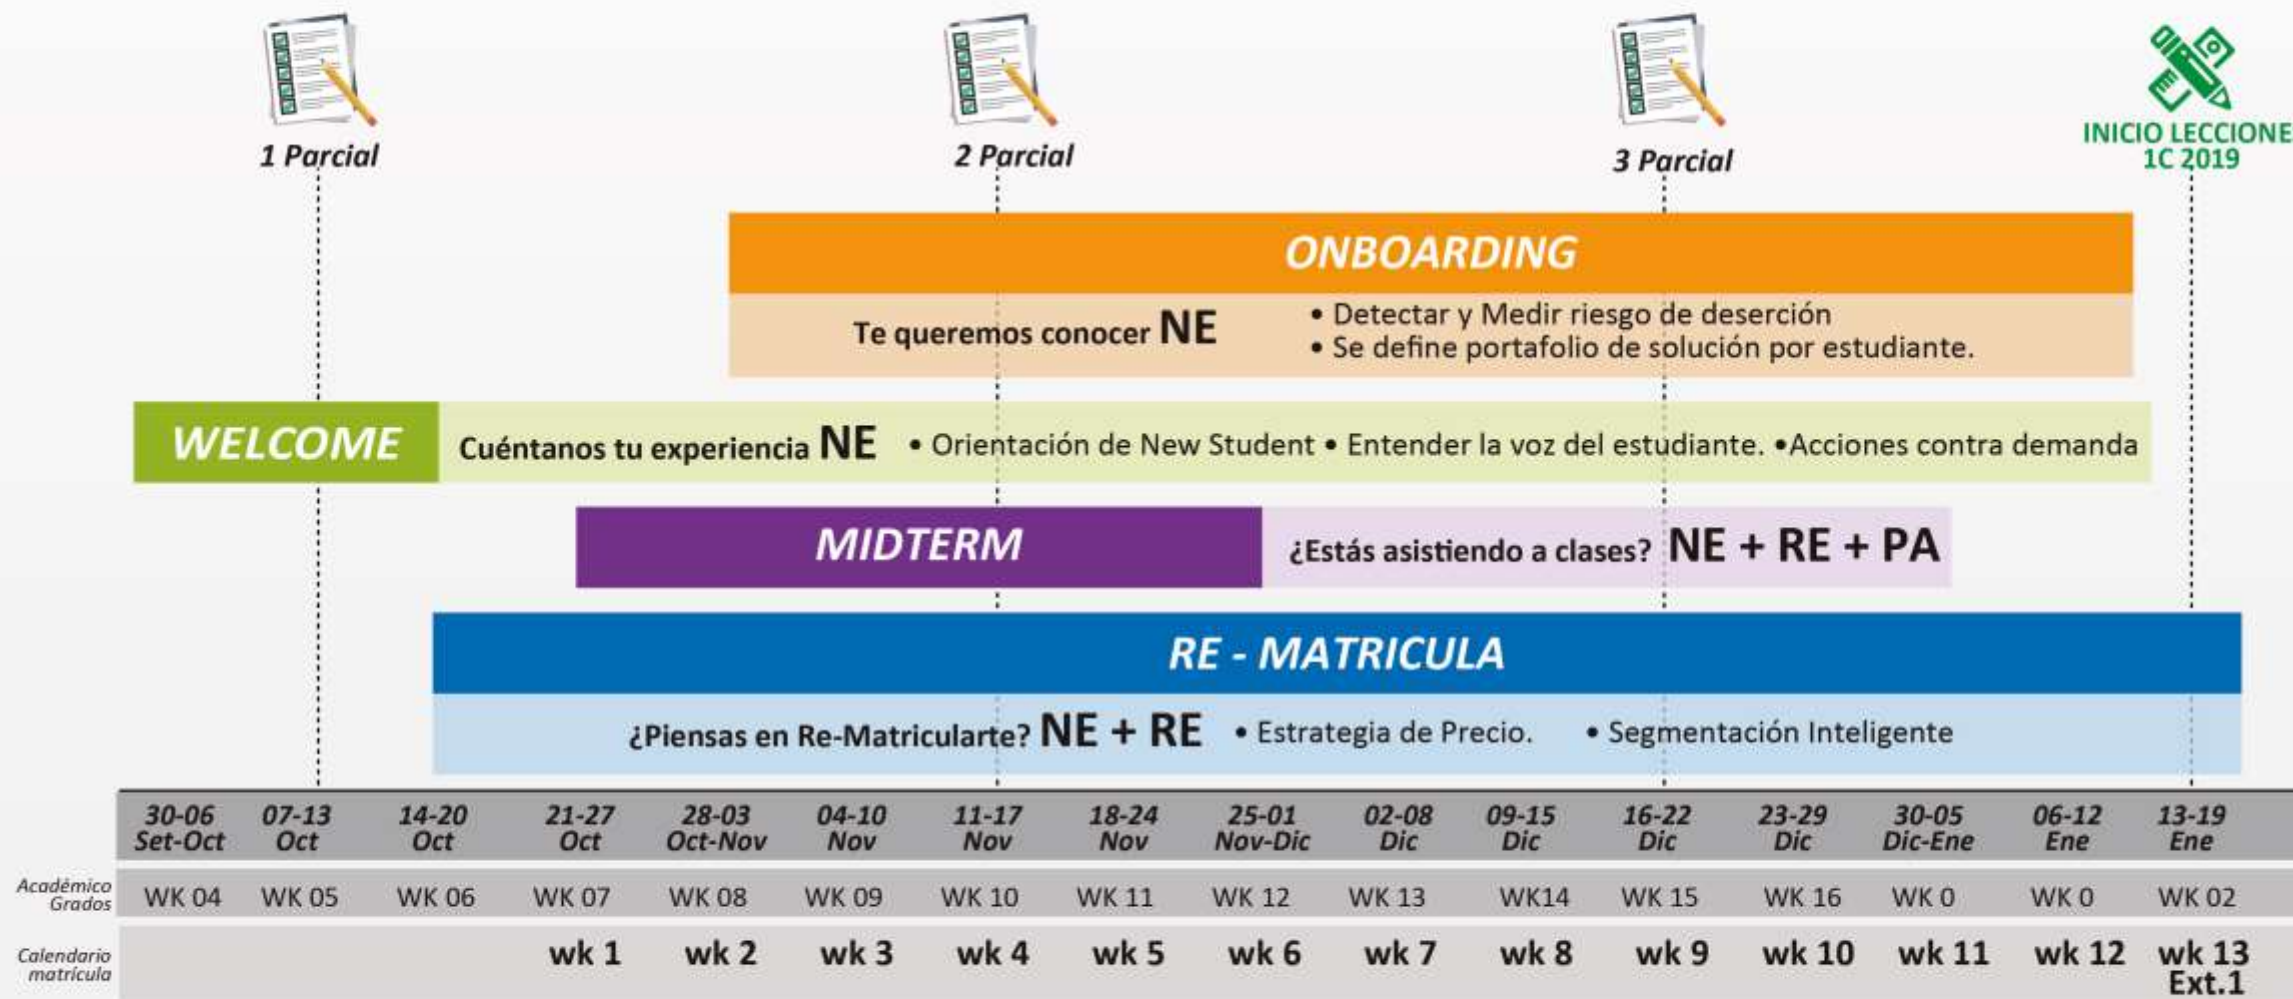 1 Parcial
2 Parcial
3 Parcial
INICIO LECCIONE
1C 2019
ONBOARDING
Te queremos conocer NE
• Detectar y Medir riesgo de deserción
• Se define portafolio de solución por estudiante.
WELCOME
Cuéntanos tu experiencia NE • Orientación de New Student • Entender la voz del estudiante. •Acciones contra demanda
MIDTERM
¿Estás asistiendo a clases? NE + RE + PA
RE - MATRICULA
¿Piensas en Re-Matricularte? NE + RE • Estrategia de Precio. • Segmentación Inteligente
30-06 07-13 14-20 21-27 28-03 04-10 11-17 18-24 25-01 02-08 09-15 16-22 23-29 30-05 06-12 13-19
Set-Oct Oct Oct Oct Oct-Nov Nov Nov Nov Nov-Dic Dic Dic Dic Dic Dic-Ene Ene Ene
Académico
Grados
WK 04 WK 05 WK 06 WK 07 WK 08 WK 09 WK 10 WK 11 WK 12 WK 13 WK14 WK 15 WK 16 WK 0 WK 0 WK 02
Calendario
matrícula
wk 1 wk 2 wk 3 wk 4 wk 5 wk 6 wk 7 wk 8 wk 9 wk 10 wk 11 wk 12 wk 13
Ext.1